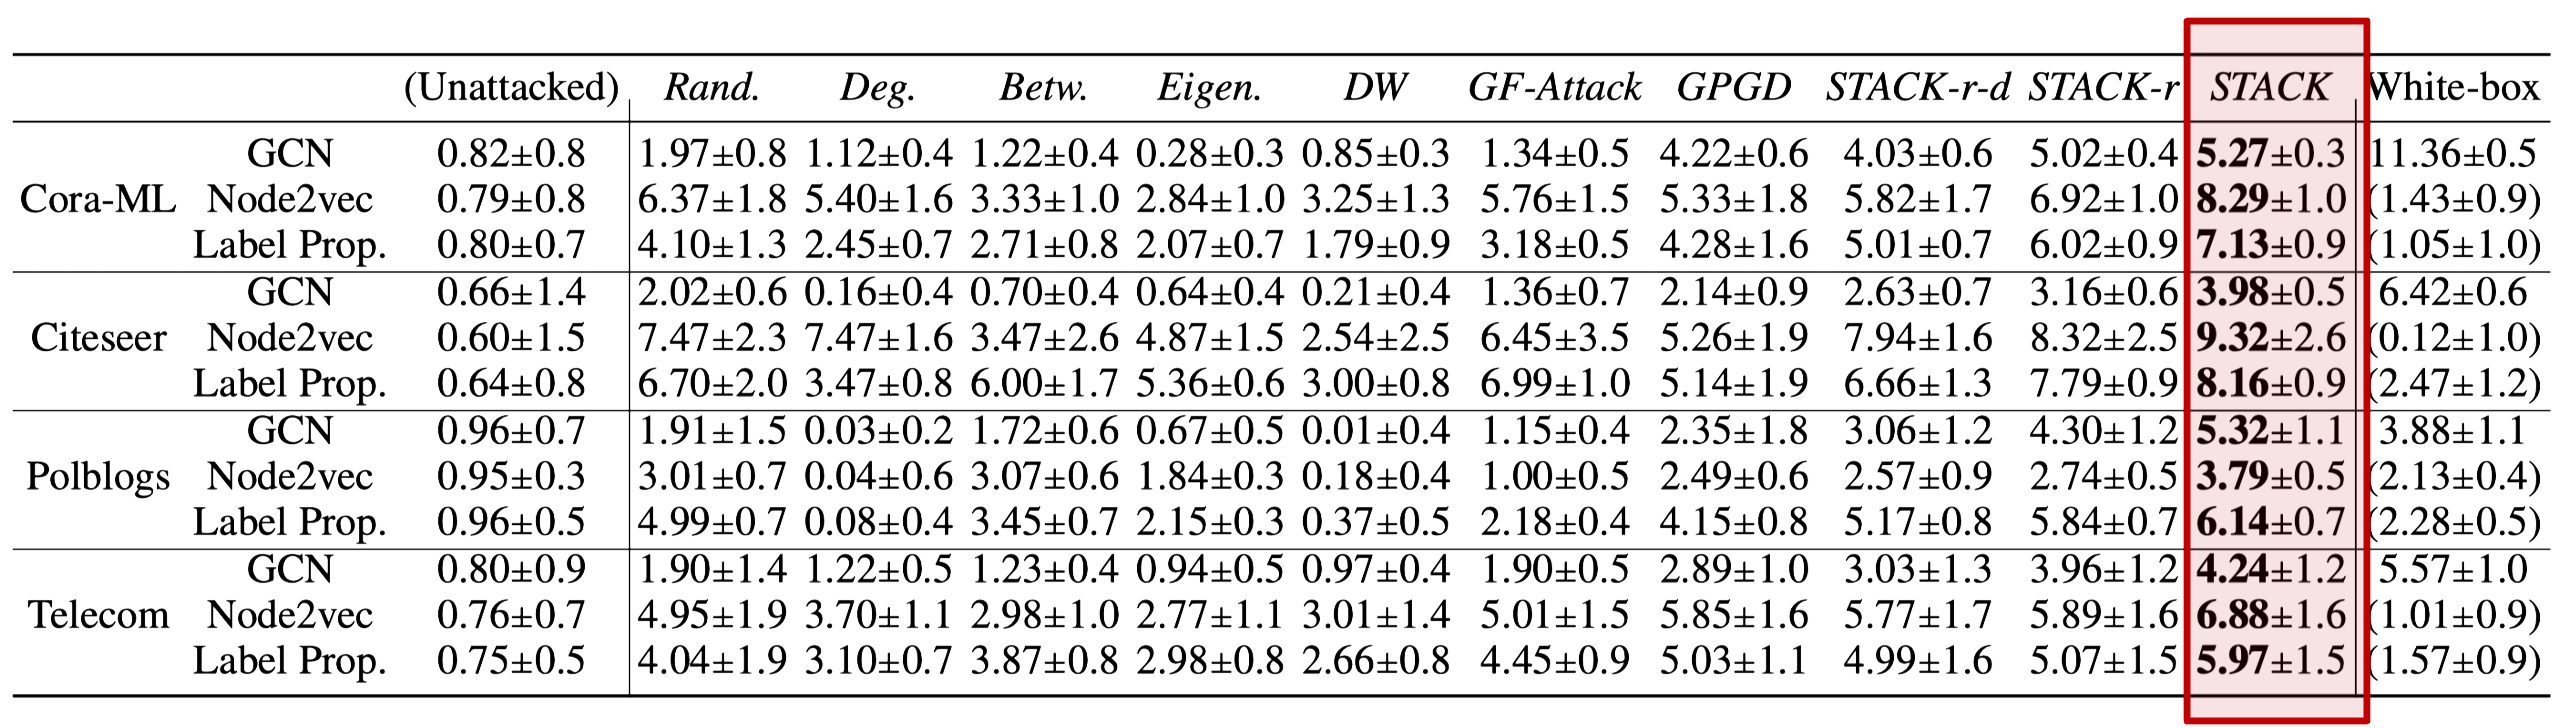 (Unattacked) Rand. Deg. Betw. Eigen. DW GF-Attack GPGD STACK-r-d STACK-r STACK White-box
GCN 0.82±0.8 1.97±0.8 1.12±0.4 1.22±0.4 0.28±0.3 0.85±0.3 1.34±0.5 4.22±0.6 4.03±0.6 5.02±0.4 5.27±0.3 11.36±0.5
Cora-ML Node2vec 0.79±0.8 6.37±1.8 5.40±1.6 3.33±1.0 2.84±1.0 3.25±1.3 5.76±1.5 5.33±1.8 5.82±1.7 6.92±1.0 8.29±1.0 (1.43±0.9)
Label Prop. 0.80±0.7 4.10±1.3 2.45±0.7 2.71±0.8 2.07±0.7 1.79±0.9 3.18±0.5 4.28±1.6 5.01±0.7 6.02±0.9 7.13±0.9 (1.05±1.0)
GCN 0.66±1.4 2.02±0.6 0.16±0.4 0.70±0.4 0.64±0.4 0.21±0.4 1.36±0.7 2.14±0.9 2.63±0.7 3.16±0.6 3.98±0.5 6.42±0.6
Citeseer Node2vec 0.60±1.5 7.47±2.3 7.47±1.6 3.47±2.6 4.87±1.5 2.54±2.5 6.45±3.5 5.26±1.9 7.94±1.6 8.32±2.5 9.32±2.6 (0.12±1.0)
Label Prop. 0.64±0.8 6.70±2.0 3.47±0.8 6.00±1.7 5.36±0.6 3.00±0.8 6.99±1.0 5.14±1.9 6.66±1.3 7.79±0.9 8.16±0.9 (2.47±1.2)
GCN 0.96±0.7 1.91±1.5 0.03±0.2 1.72±0.6 0.67±0.5 0.01±0.4 1.15±0.4 2.35±1.8 3.06±1.2 4.30±1.2 5.32±1.1 3.88±1.1
Polblogs Node2vec 0.95±0.3 3.01±0.7 0.04±0.6 3.07±0.6 1.84±0.3 0.18±0.4 1.00±0.5 2.49±0.6 2.57±0.9 2.74±0.5 3.79±0.5 (2.13±0.4)
Label Prop. 0.96±0.5 4.99±0.7 0.08±0.4 3.45±0.7 2.15±0.3 0.37±0.5 2.18±0.4 4.15±0.8 5.17±0.8 5.84±0.7 6.14±0.7 (2.28±0.5)
GCN 0.80±0.9 1.90±1.4 1.22±0.5 1.23±0.4 0.94±0.5 0.97±0.4 1.90±0.5 2.89±1.0 3.03±1.3 3.96±1.2 4.24±1.2 5.57±1.0
Telecom Node2vec 0.76±0.7 4.95±1.9 3.70±1.1 2.98±1.0 2.77±1.1 3.01±1.4 5.01±1.5 5.85±1.6 5.77±1.7 5.89±1.6 6.88±1.6 (1.01±0.9)
Label Prop. 0.75±0.5 4.04±1.9 3.10±0.7 3.87±0.8 2.98±0.8 2.66±0.8 4.45±0.9 5.03±1.1 4.99±1.6 5.07±1.5 5.97±1.5 (1.57±0.9)